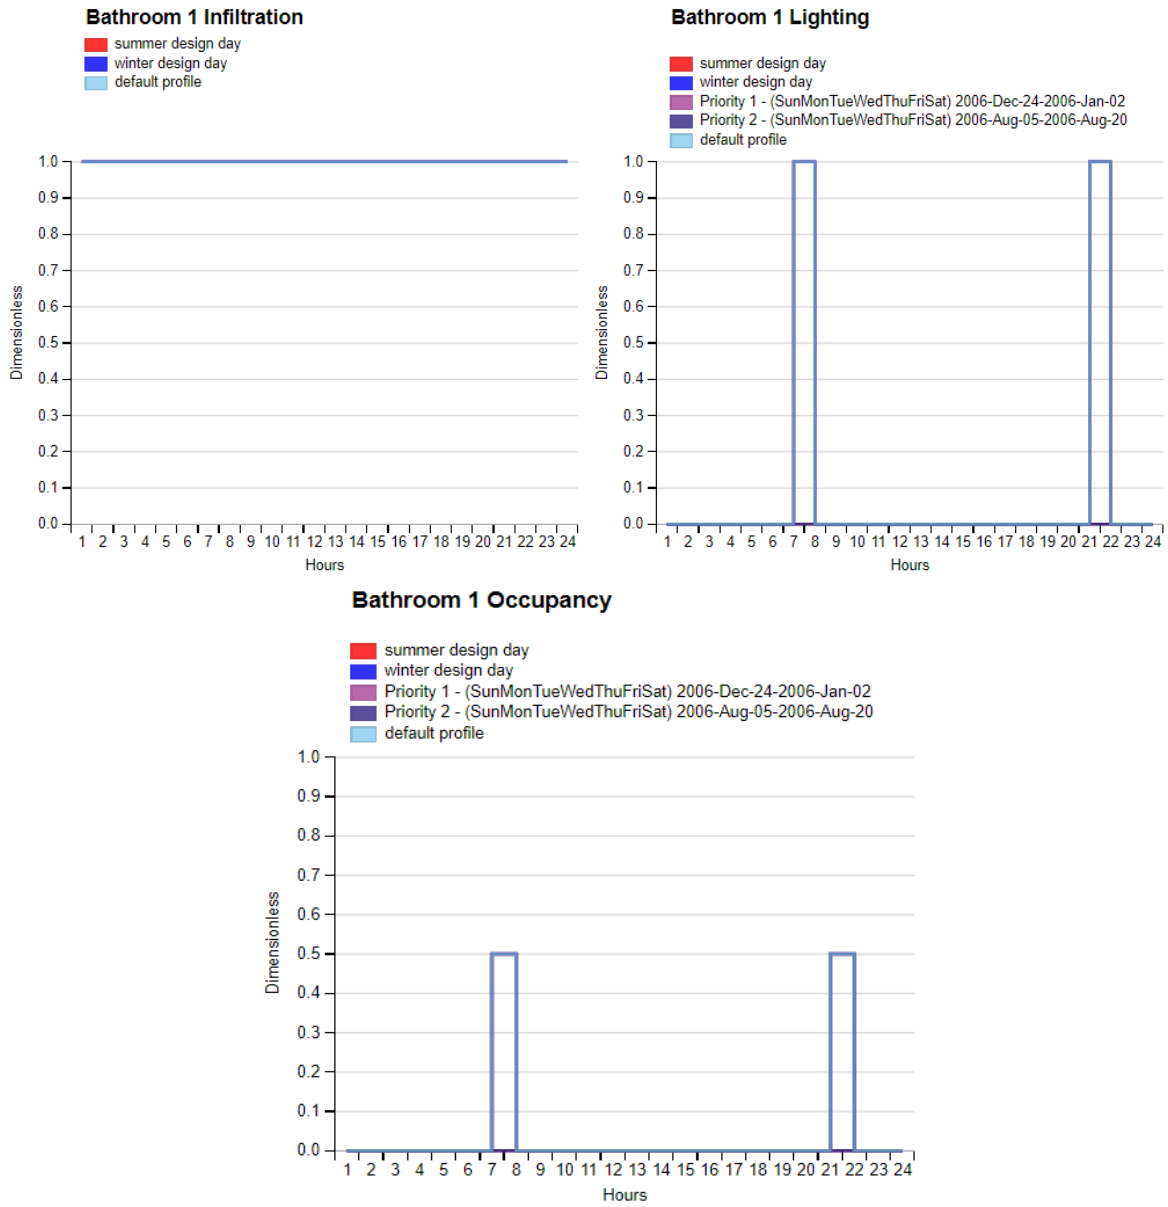 Bathroom 1 Infiltration
summer design day
winter design day
default profile
1.0
0.9
0.8
0.7
0.6
0.5
0.4
0.3
0.2
0.1
0.0
Dimensionless
1 2 3 4 5 6 7 8 9 10 11 12 13 14 15 16 17 18 19 20 21 22 23 24
Hours
Bathroom 1 Lighting
summer design day
winter design day
Priority 1 - (SunMonTueWedThuFriSat) 2006-Dec-24-2006-Jan-02
Priority 2 - (SunMonTueWedThuFriSat) 2006-Aug-05-2006-Aug-20
default profile
1.0
0.9
0.8
0.7
0.6
0.5
0.4
0.3
0.2
0.1
0.0
Dimensionless
1 2 3 4 5 6 7 8 9 10 11 12 13 14 15 16 17 18 19 20 21 22 23 24
Hours
Bathroom 1 Occupancy
summer design day
winter design day
Priority 1 - (SunMonTueWedThuFriSat) 2006-Dec-24-2006-Jan-02
Priority 2 - (SunMonTueWedThuFriSat) 2006-Aug-05-2006-Aug-20
default profile
1.0
0.9
0.8
0.7
0.6
0.5
0.4
0.3
0.2
0.1
0.0
Dimensionless
1 2 3 4 5 6 7 8 9 10 11 12 13 14 15 16 17 18 19 20 21 22 23 24
Hours